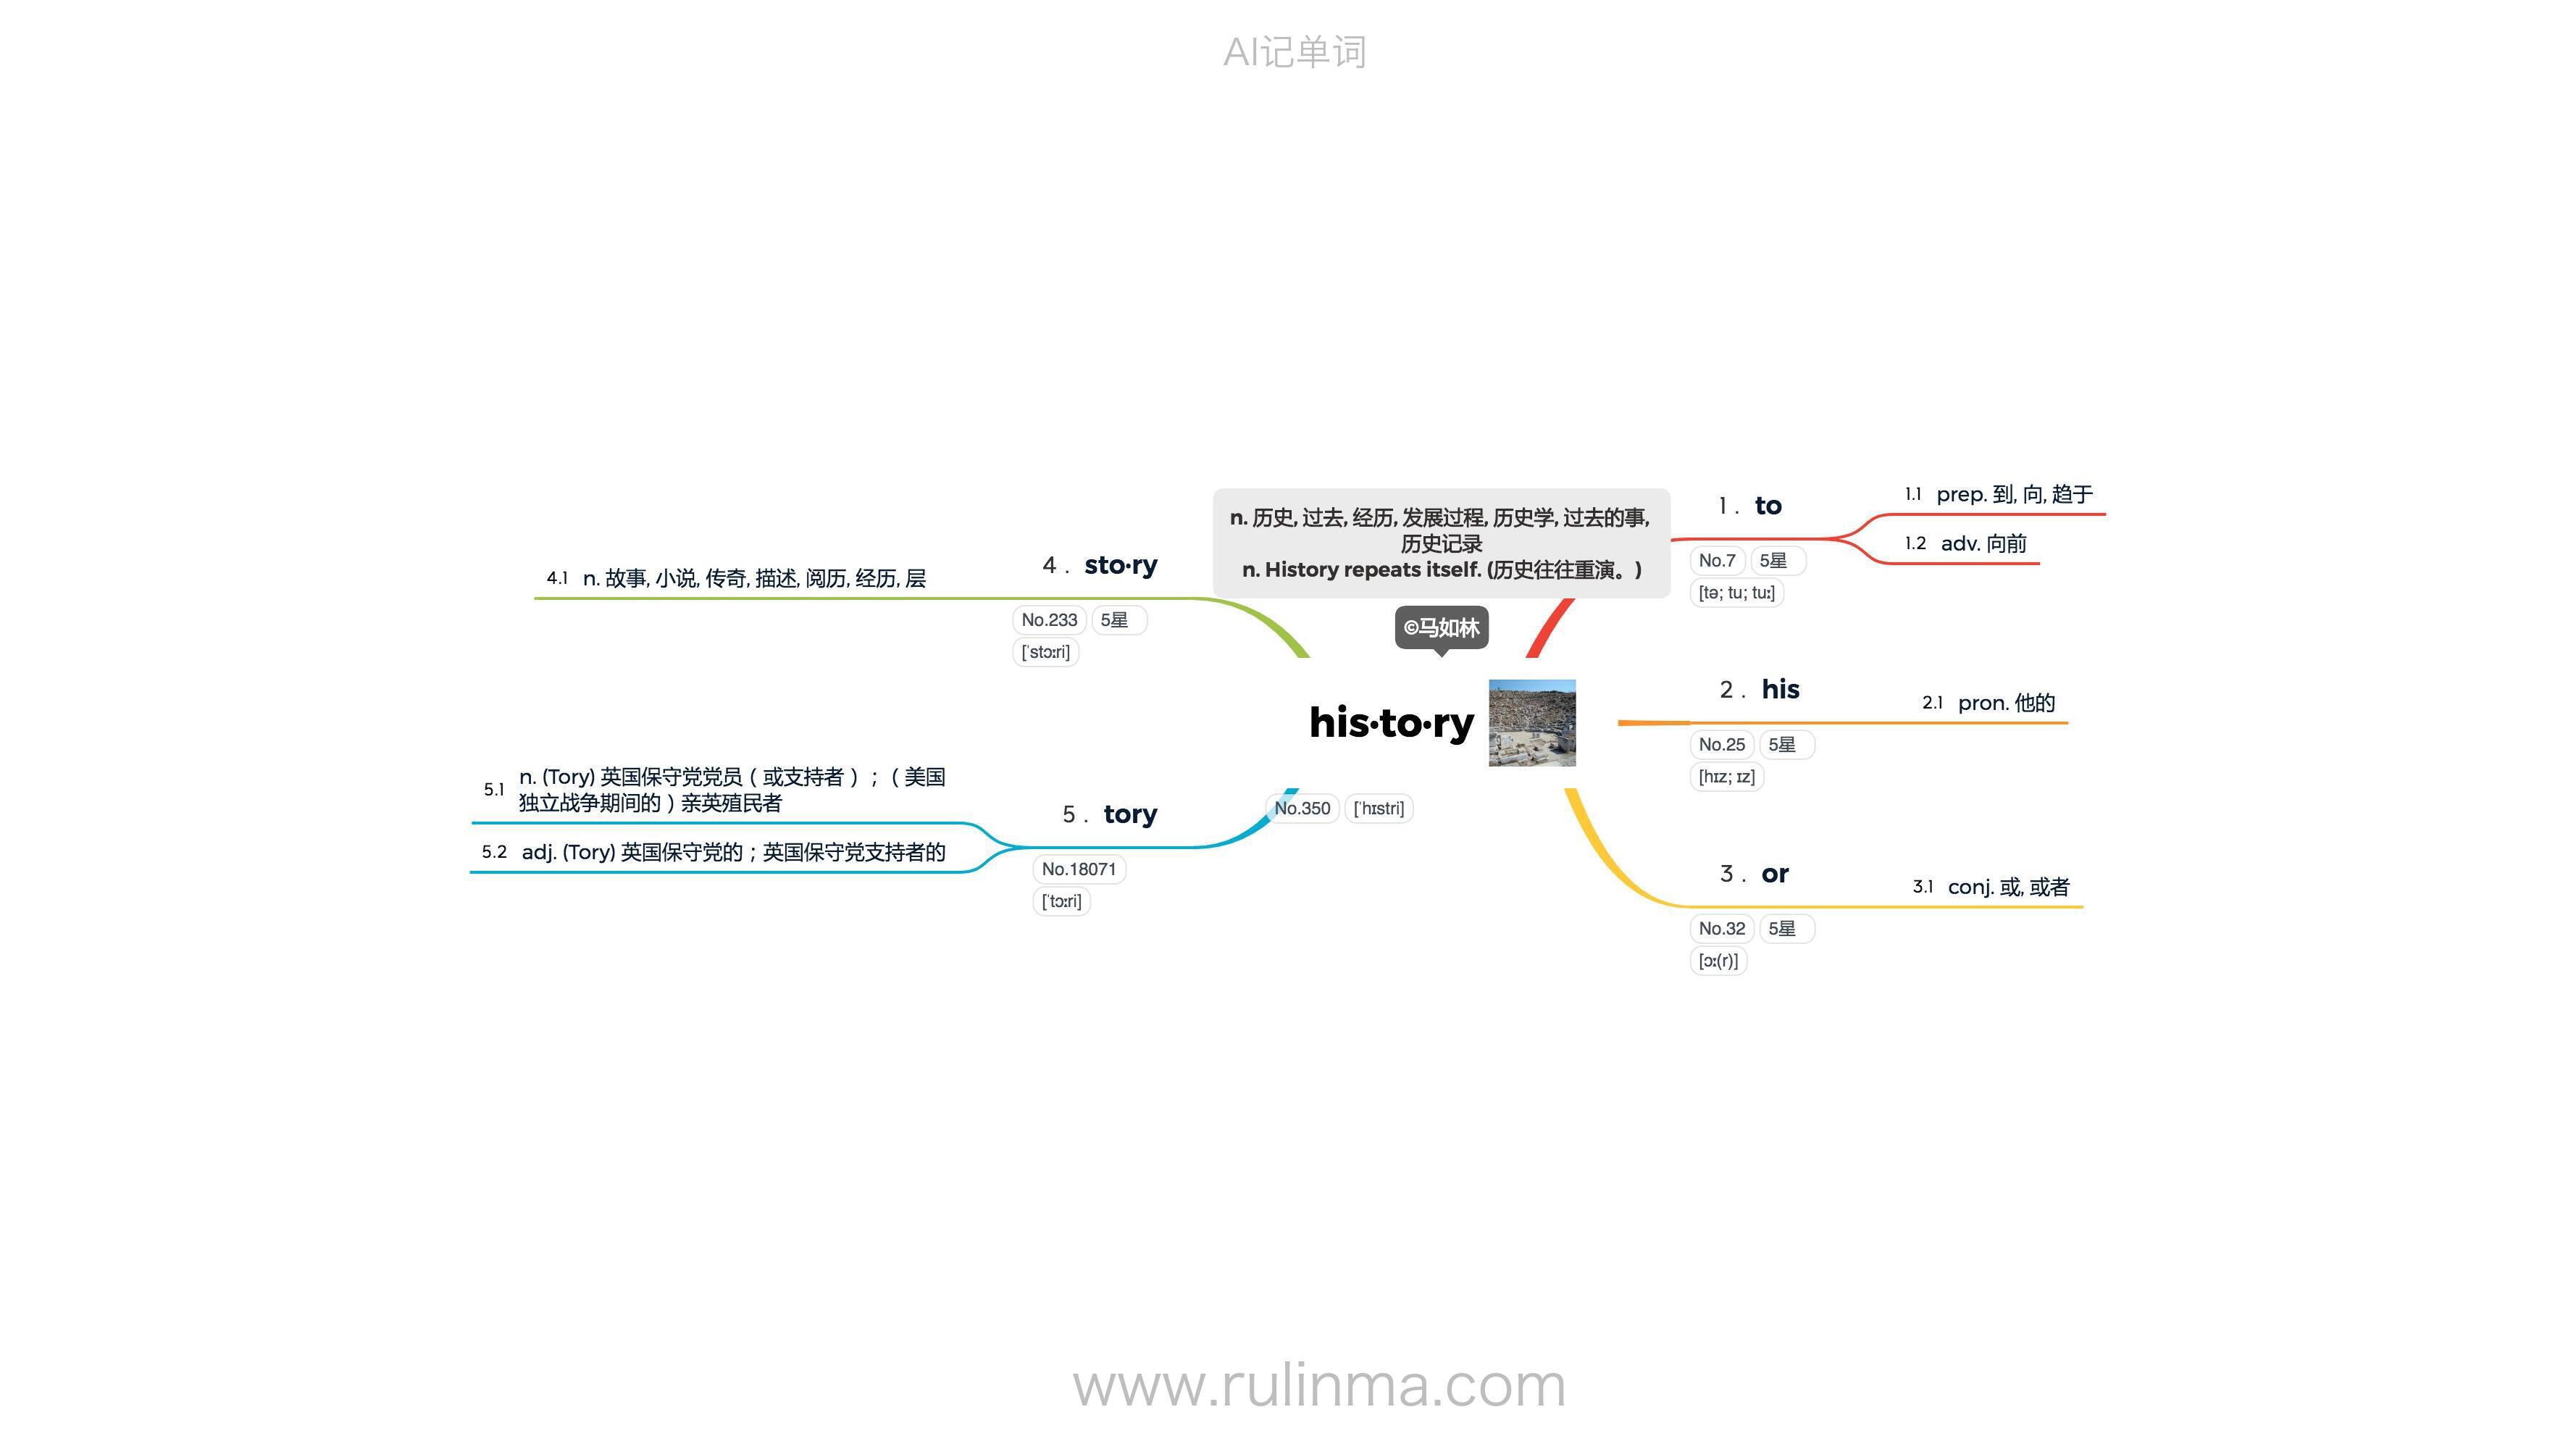 AI记单词
n. 历史, 过去, 经历, 发展过程, 历史学, 过去的事,
历史记录
n. History repeats itself. (历史往往重演。)
©马如林
his·to·ry
No.350 [ˈhɪstri]
1. to
No.7 5星
[tə; tu; tuː]
1.1 prep. 到, 向, 趋于
1.2 adv. 向前
2. his
No.25 5星
[hɪz; ɪz]
2.1 pron. 他的
3. or
No.32 5星
[ɔː(r)]
3.1 conj. 或, 或者
4. sto·ry
No.233 5星
[ˈstɔːri]
4.1 n. 故事, 小说, 传奇, 描述, 阅历, 经历, 层
5. tory
No.18071
[ˈtɔːri]
5.1 n. (Tory) 英国保守党党员（或支持者）；（美国
独立战争期间的）亲英殖民者
5.2 adj. (Tory) 英国保守党的；英国保守党支持者的
www.rulinma.com